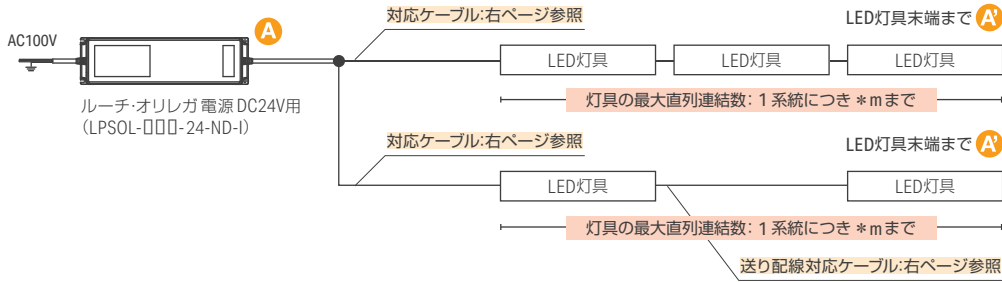 対応ケーブル:右ページ参照
LED灯具末端まで A'
AC100V
A
LED灯具
LED灯具
LED灯具
灯具の最大直列連結数:1系統につき*mまで
ルーチ・オリレガ 電源 DC24V用
(LPSOL-□□□-24-ND-I)
対応ケーブル:右ページ参照
LED灯具末端まで A'
LED灯具
LED灯具
灯具の最大直列連結数:1系統につき*mまで
送り配線対応ケーブル:右ページ参照